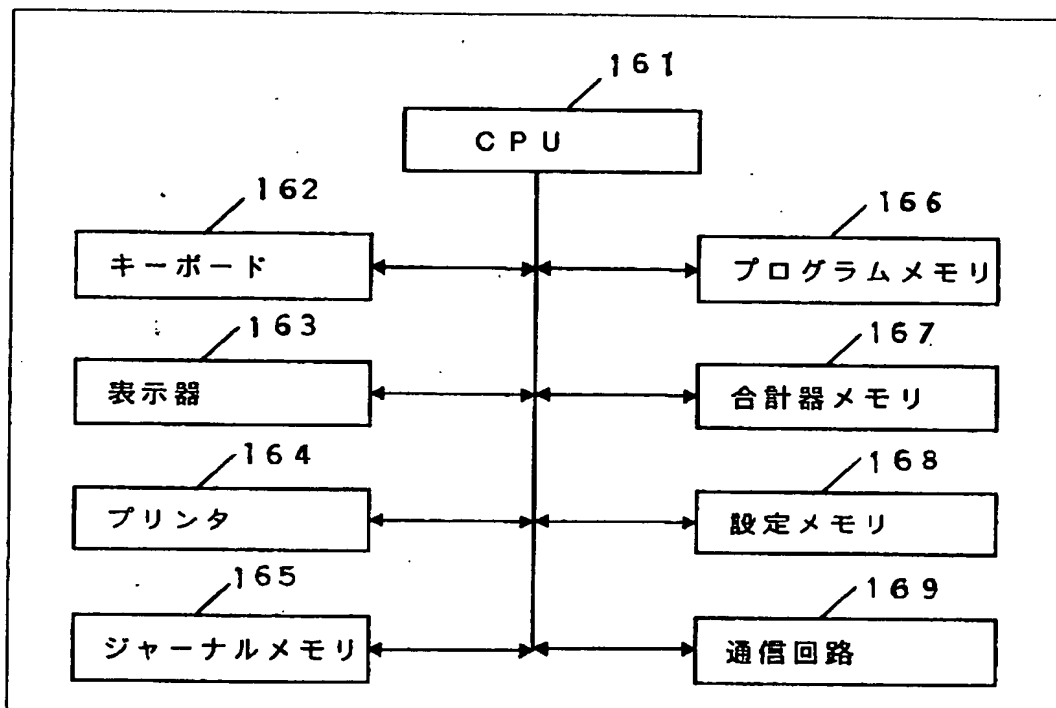 161
CPU
162
キーボード
166
プログラムメモリ
163
表示器
167
合計器メモリ
164
プリンタ
168
設定メモリ
165
ジャーナルメモリ
169
通信回路